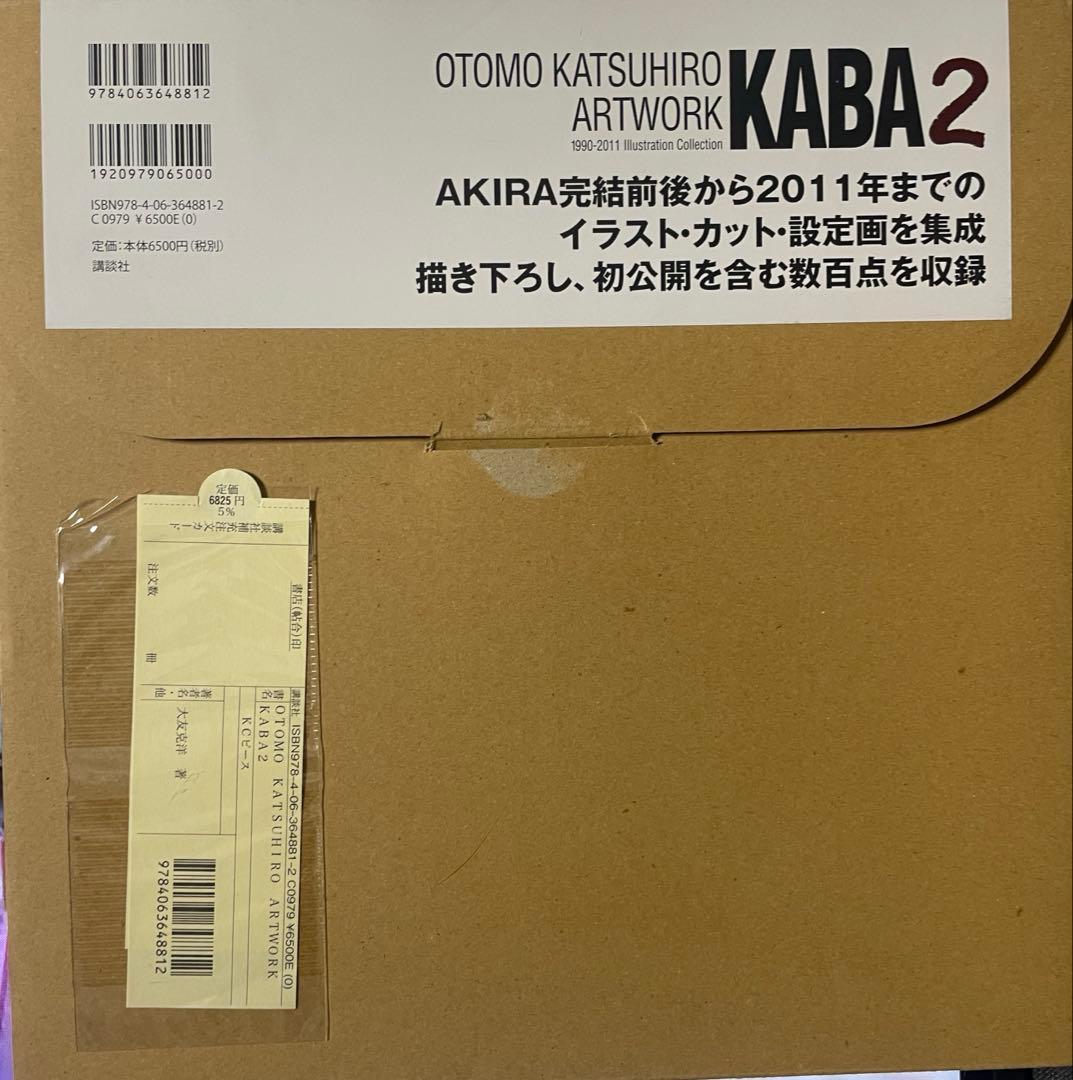 9784063648812
1920979065000
ISBN978-4-06-364881-2
C 0979 ¥6500E (0)
定価:本体6500円(税別)
講談社
OTOMO KATSUHIRO
ARTWORK
1990-2011 Illustration Collection
KABA2
AKIRA完結前後から2011年までの
イラスト・カット・設定画を集成
描き下ろし、初公開を含む数百点を収録
定価
6825円
5%
講談社補充注文カード
書店(帖合)印
注文数
冊
講談社 ISBN978-4-06-364881-2 C0979 ¥6500E (0)
書名
OTOMO KATSUHIRO ARTWORK
KABA2
KCピース
著者名・他
大友克洋 著
9784063648812